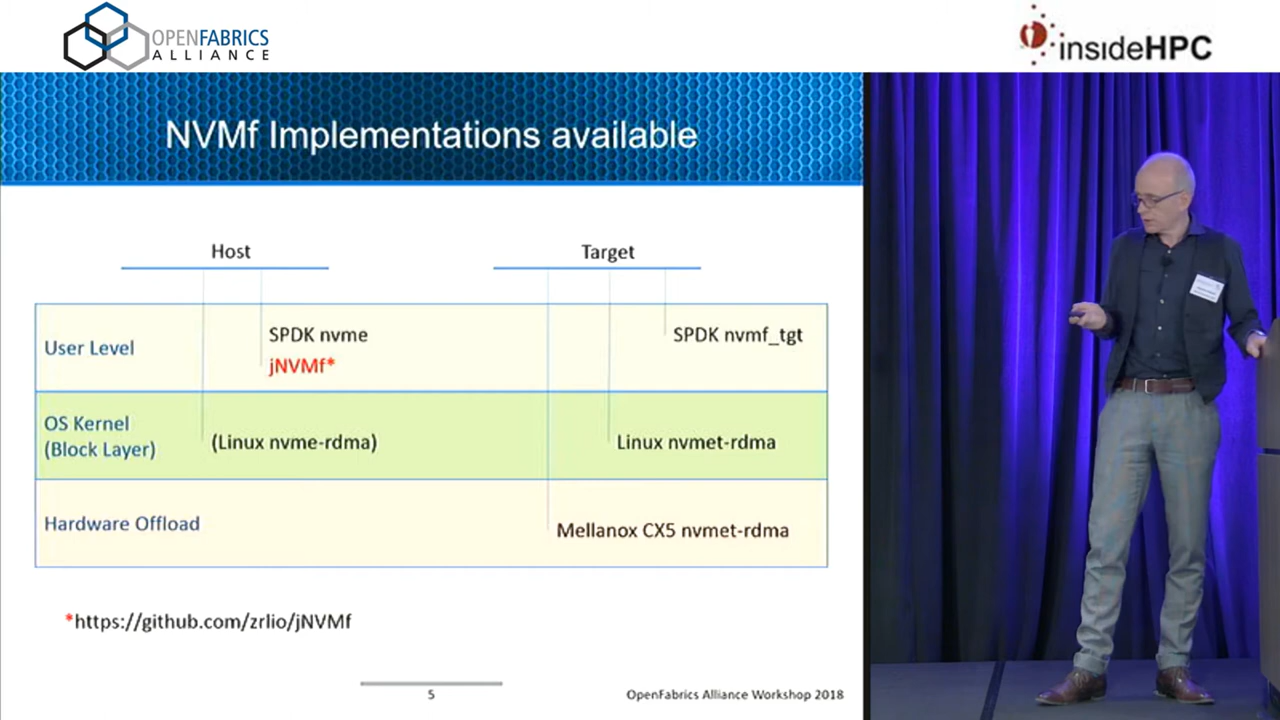 OPENFABRICS
ALLIANCE
insideHPC
NVMf Implementations available
Host
Target
User Level
SPDK nvme
jNVMf*
SPDK nvmf_tgt
OS Kernel
(Block Layer)
(Linux nvme-rdma)
Linux nvmet-rdma
Hardware Offload
Mellanox CX5 nvmet-rdma
*https://github.com/zrlio/jNVMf
5
OpenFabrics Alliance Workshop 2018